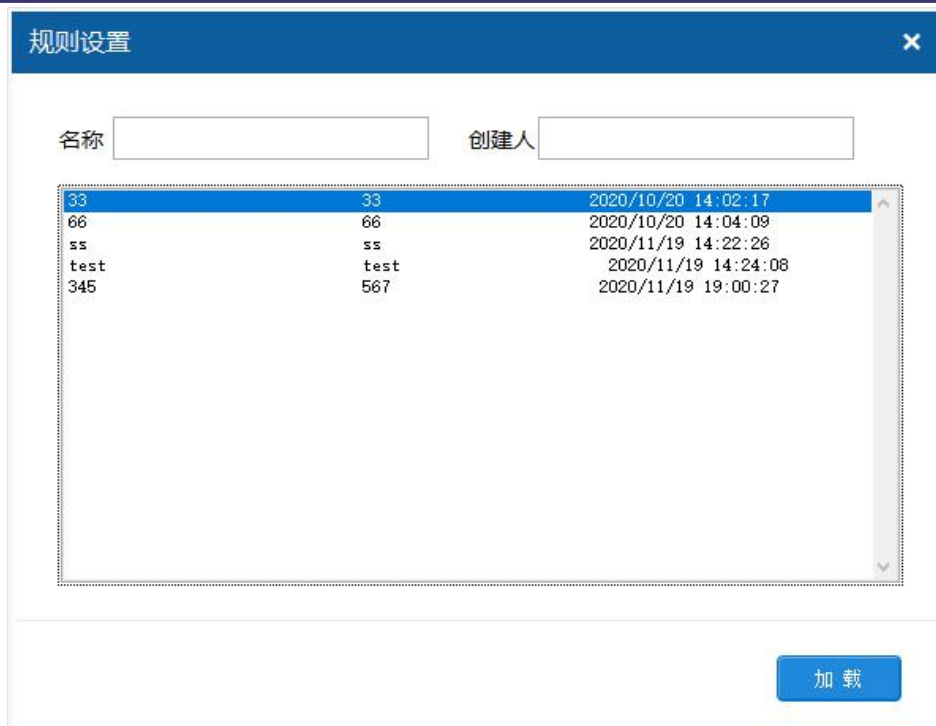 规则设置
名称 创建人
33 33 2020/10/20 14:02:17
66 66 2020/10/20 14:04:09
ss ss 2020/11/19 14:22:26
test test 2020/11/19 14:24:08
345 567 2020/11/19 19:00:27
加 载